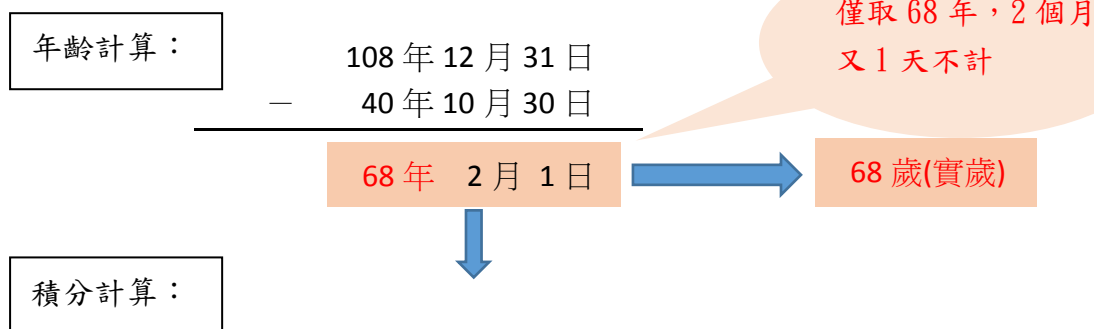 僅取 68 年，2 個月
又 1 天不計
年齡計算：
108 年 12 月 31 日
－ 40 年 10 月 30 日
68 年 2 月 1 日
68 歲(實歲)
積分計算：